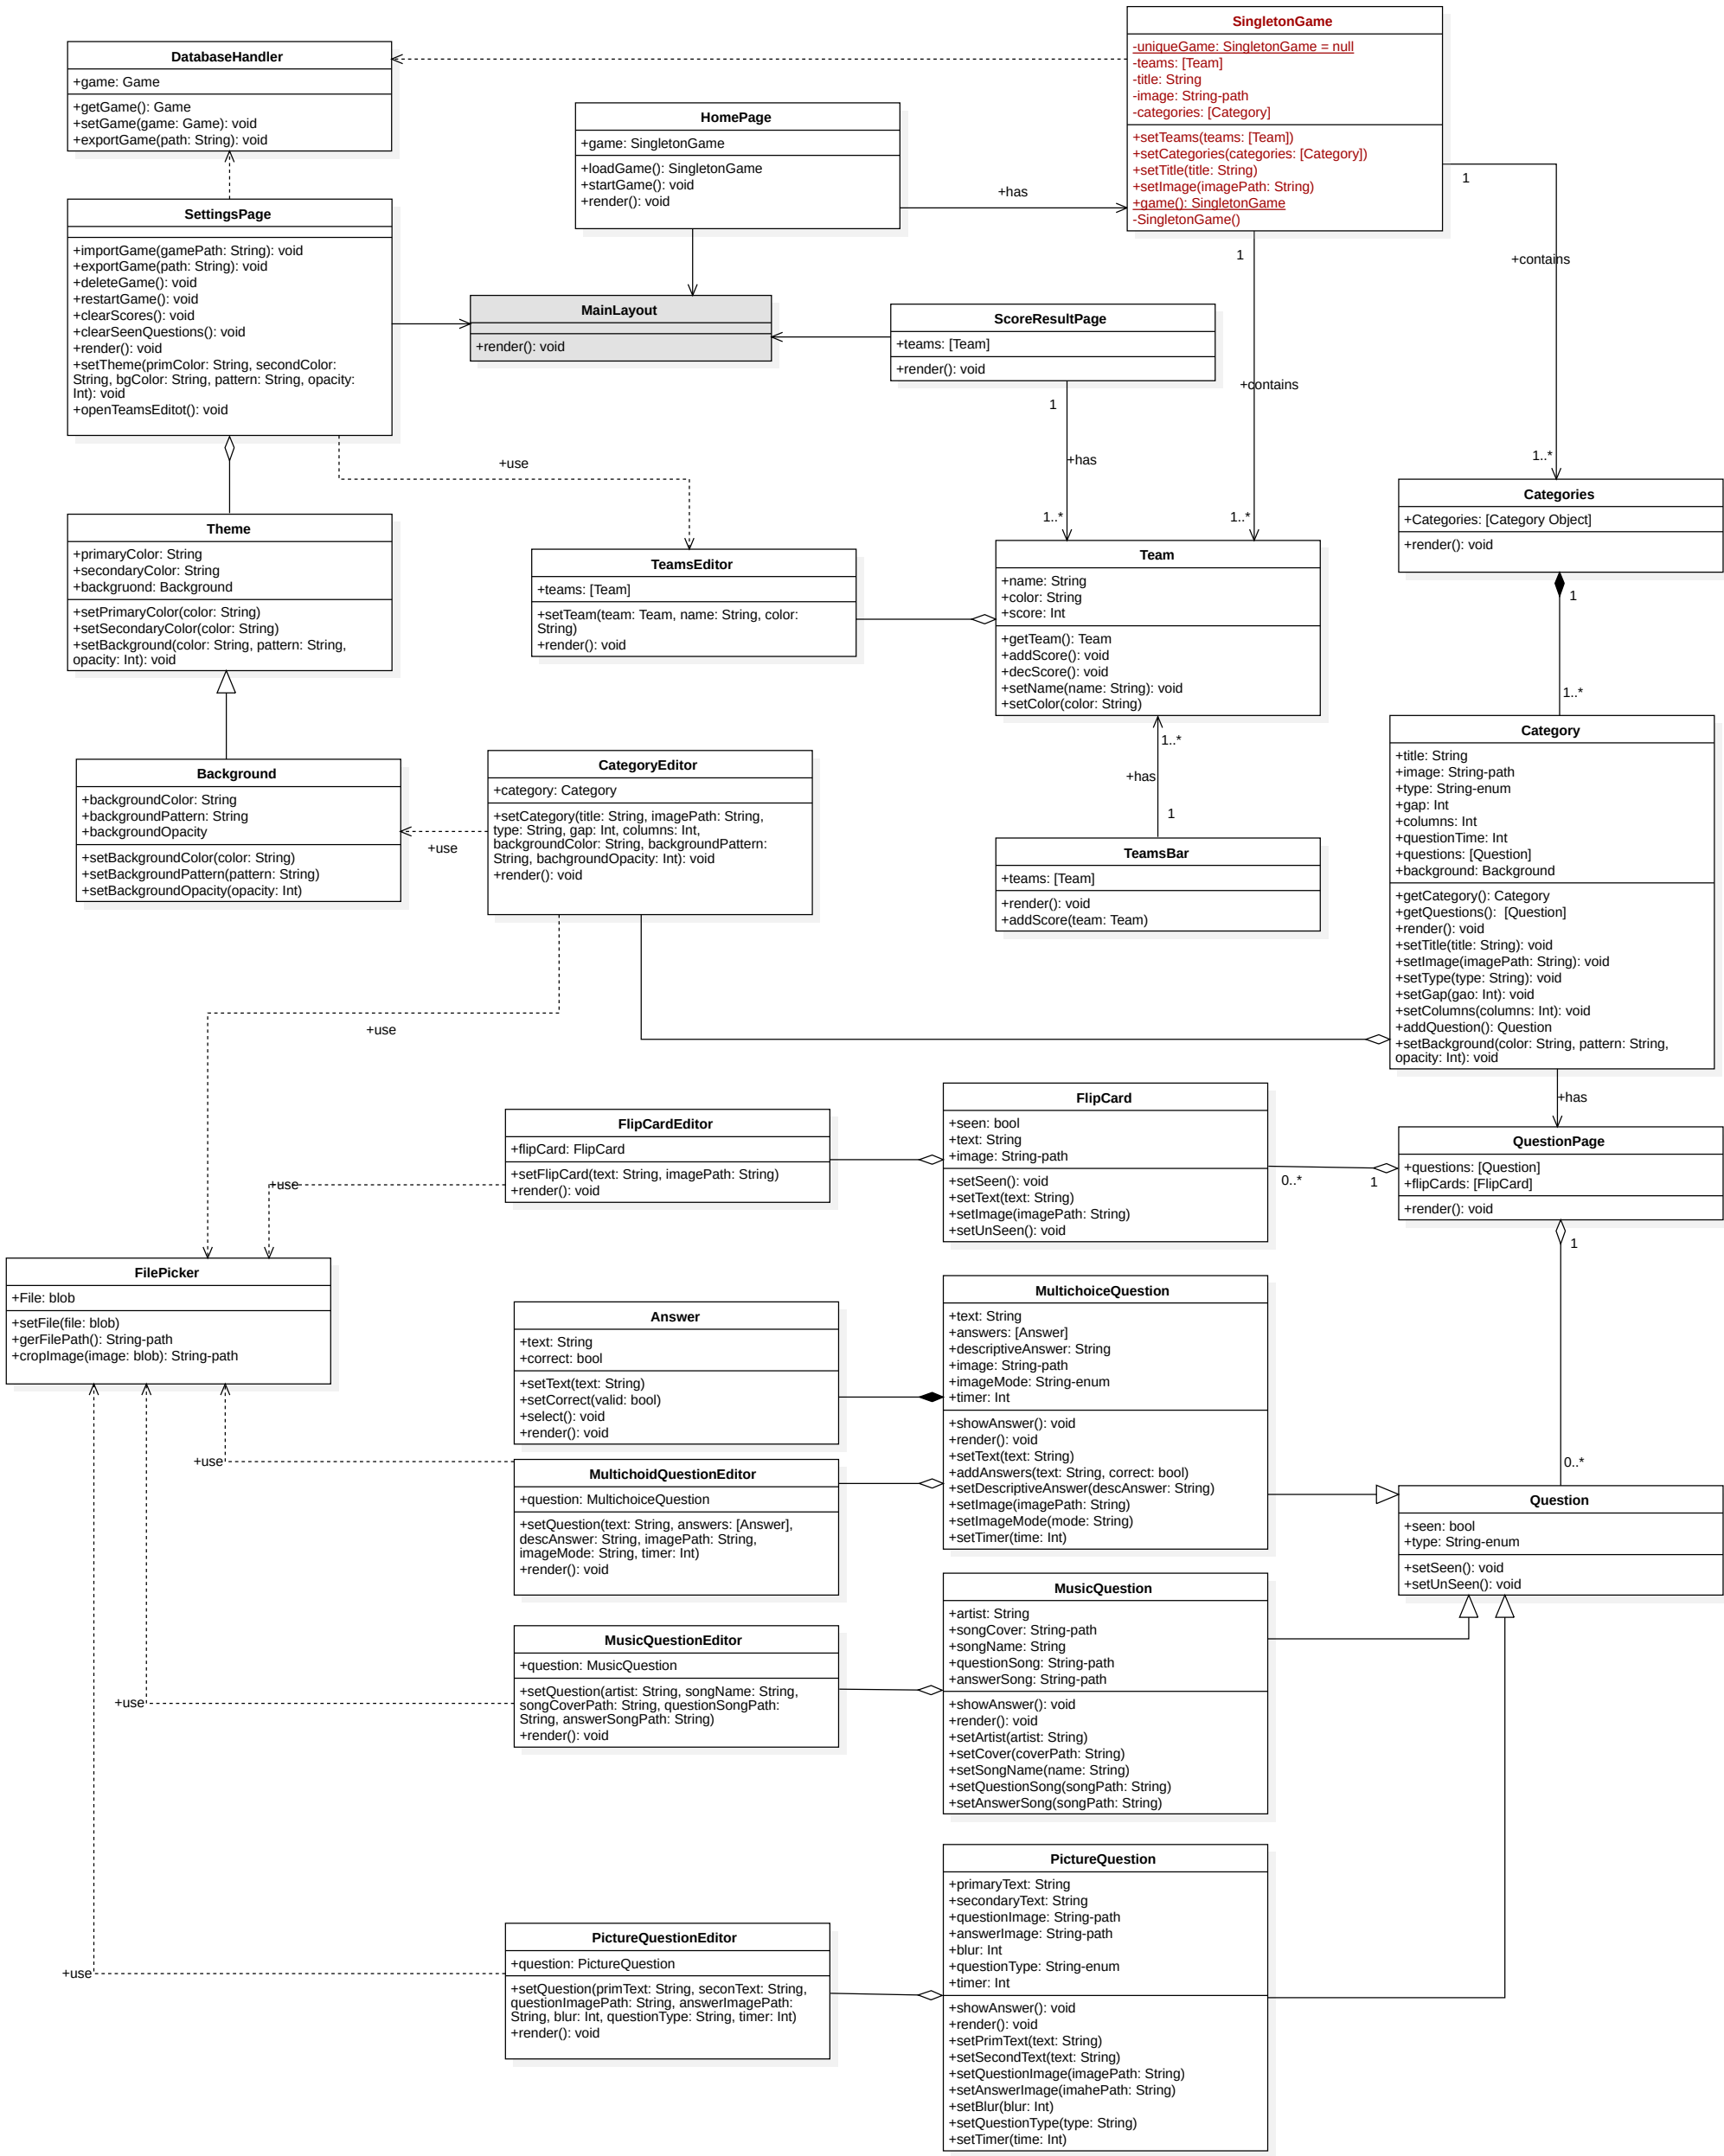 SingletonGame
-uniqueGame: SingletonGame = null
-teams: [Team]
-title: String
-image: String-path
-categories: [Category]
+setTeams(teams: [Team])
+setCategories(categories: [Category])
+setTitle(title: String)
+setImage(imagePath: String)
+game(): SingletonGame
-SingletonGame()
DatabaseHandler
+game: Game
+getGame(): Game
+setGame(game: Game): void
+exportGame(path: String): void
HomePage
+game: SingletonGame
+loadGame(): SingletonGame
+startGame(): void
+render(): void
+has
1
+contains
1..*
1
+contains
1..*
SettingsPage
+importGame(gamePath: String): void
+exportGame(path: String): void
+deleteGame(): void
+restartGame(): void
+clearScores(): void
+clearSeenQuestions(): void
+render(): void
+setTheme(primColor: String, secondColor:
String, bgColor: String, pattern: String, opacity:
Int): void
+openTeamsEditot(): void
MainLayout
+render(): void
ScoreResultPage
+teams: [Team]
+render(): void
1
+has
1..*
+use
Categories
+Categories: [Category Object]
+render(): void
1
1..*
Theme
+primaryColor: String
+secondaryColor: String
+backgruond: Background
+setPrimaryColor(color: String)
+setSecondaryColor(color: String)
+setBackground(color: String, pattern: String,
opacity: Int): void
TeamsEditor
+teams: [Team]
+setTeam(team: Team, name: String, color:
String)
+render(): void
Team
+name: String
+color: String
+score: Int
+getTeam(): Team
+addScore(): void
+decScore(): void
+setName(name: String): void
+setColor(color: String)
1..*
+has
1
Category
+title: String
+image: String-path
+type: String-enum
+gap: Int
+columns: Int
+questionTime: Int
+questions: [Question]
+background: Background
+getCategory(): Category
+getQuestions():  [Question]
+render(): void
+setTitle(title: String): void
+setImage(imagePath: String): void
+setType(type: String): void
+setGap(gao: Int): void
+setColumns(columns: Int): void
+addQuestion(): Question
+setBackground(color: String, pattern: String,
opacity: Int): void
Background
+backgroundColor: String
+backgroundPattern: String
+backgroundOpacity
+setBackgroundColor(color: String)
+setBackgroundPattern(pattern: String)
+setBackgroundOpacity(opacity: Int)
+use
CategoryEditor
+category: Category
+setCategory(title: String, imagePath: String,
type: String, gap: Int, columns: Int,
backgroundColor: String, backgroundPattern:
String, bachgroundOpacity: Int): void
+render(): void
TeamsBar
+teams: [Team]
+render(): void
+addScore(team: Team)
+use
+has
FlipCardEditor
+flipCard: FlipCard
+setFlipCard(text: String, imagePath: String)
+render(): void
+use
FlipCard
+seen: bool
+text: String
+image: String-path
+setSeen(): void
+setText(text: String)
+setImage(imagePath: String)
+setUnSeen(): void
0..*
1
QuestionPage
+questions: [Question]
+flipCards: [FlipCard]
+render(): void
1
0..*
FilePicker
+File: blob
+setFile(file: blob)
+gerFilePath(): String-path
+cropImage(image: blob): String-path
Answer
+text: String
+correct: bool
+setText(text: String)
+setCorrect(valid: bool)
+select(): void
+render(): void
MultichoiceQuestion
+text: String
+answers: [Answer]
+descriptiveAnswer: String
+image: String-path
+imageMode: String-enum
+timer: Int
+showAnswer(): void
+render(): void
+setText(text: String)
+addAnswers(text: String, correct: bool)
+setDescriptiveAnswer(descAnswer: String)
+setImage(imagePath: String)
+setImageMode(mode: String)
+setTimer(time: Int)
+use
MultichoidQuestionEditor
+question: MultichoiceQuestion
+setQuestion(text: String, answers: [Answer],
descAnswer: String, imagePath: String,
imageMode: String, timer: Int)
+render(): void
Question
+seen: bool
+type: String-enum
+setSeen(): void
+setUnSeen(): void
+use
MusicQuestionEditor
+question: MusicQuestion
+setQuestion(artist: String, songName: String,
songCoverPath: String, questionSongPath:
String, answerSongPath: String)
+render(): void
MusicQuestion
+artist: String
+songCover: String-path
+songName: String
+questionSong: String-path
+answerSong: String-path
+showAnswer(): void
+render(): void
+setArtist(artist: String)
+setCover(coverPath: String)
+setSongName(name: String)
+setQuestionSong(songPath: String)
+setAnswerSong(songPath: String)
+use
PictureQuestionEditor
+question: PictureQuestion
+setQuestion(primText: String, seconText: String,
questionImagePath: String, answerImagePath:
String, blur: Int, questionType: String, timer: Int)
+render(): void
PictureQuestion
+primaryText: String
+secondaryText: String
+questionImage: String-path
+answerImage: String-path
+blur: Int
+questionType: String-enum
+timer: Int
+showAnswer(): void
+render(): void
+setPrimText(text: String)
+setSecondText(text: String)
+setQuestionImage(imagePath: String)
+setAnswerImage(imahePath: String)
+setBlur(blur: Int)
+setQuestionType(type: String)
+setTimer(time: Int)